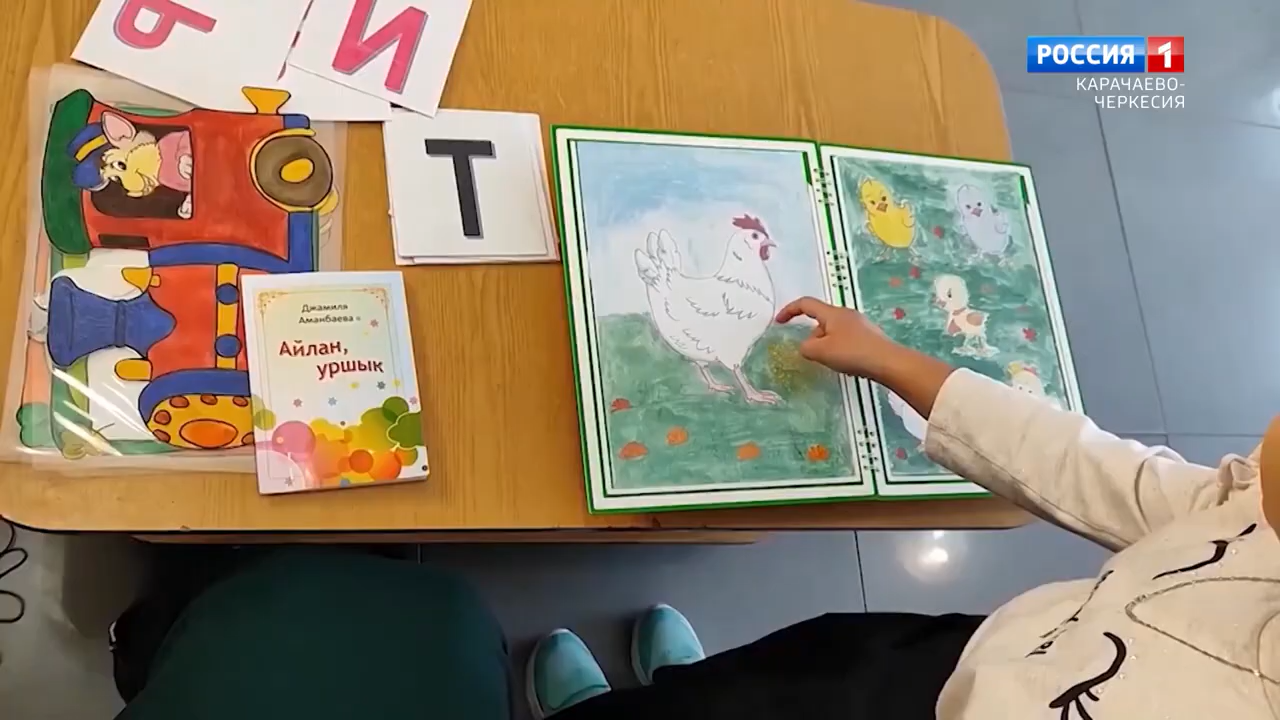 РОССИЯ 1
КАРАЧАЕВО-
ЧЕРКЕСИЯ
Ь
И
Т
Джамиля
Аманбаева
Айлан,
уршык